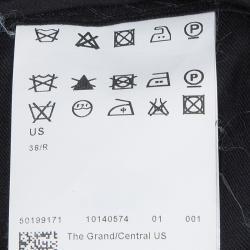 US
38/R
50199171 10140574 01 001
The Grand/Central US